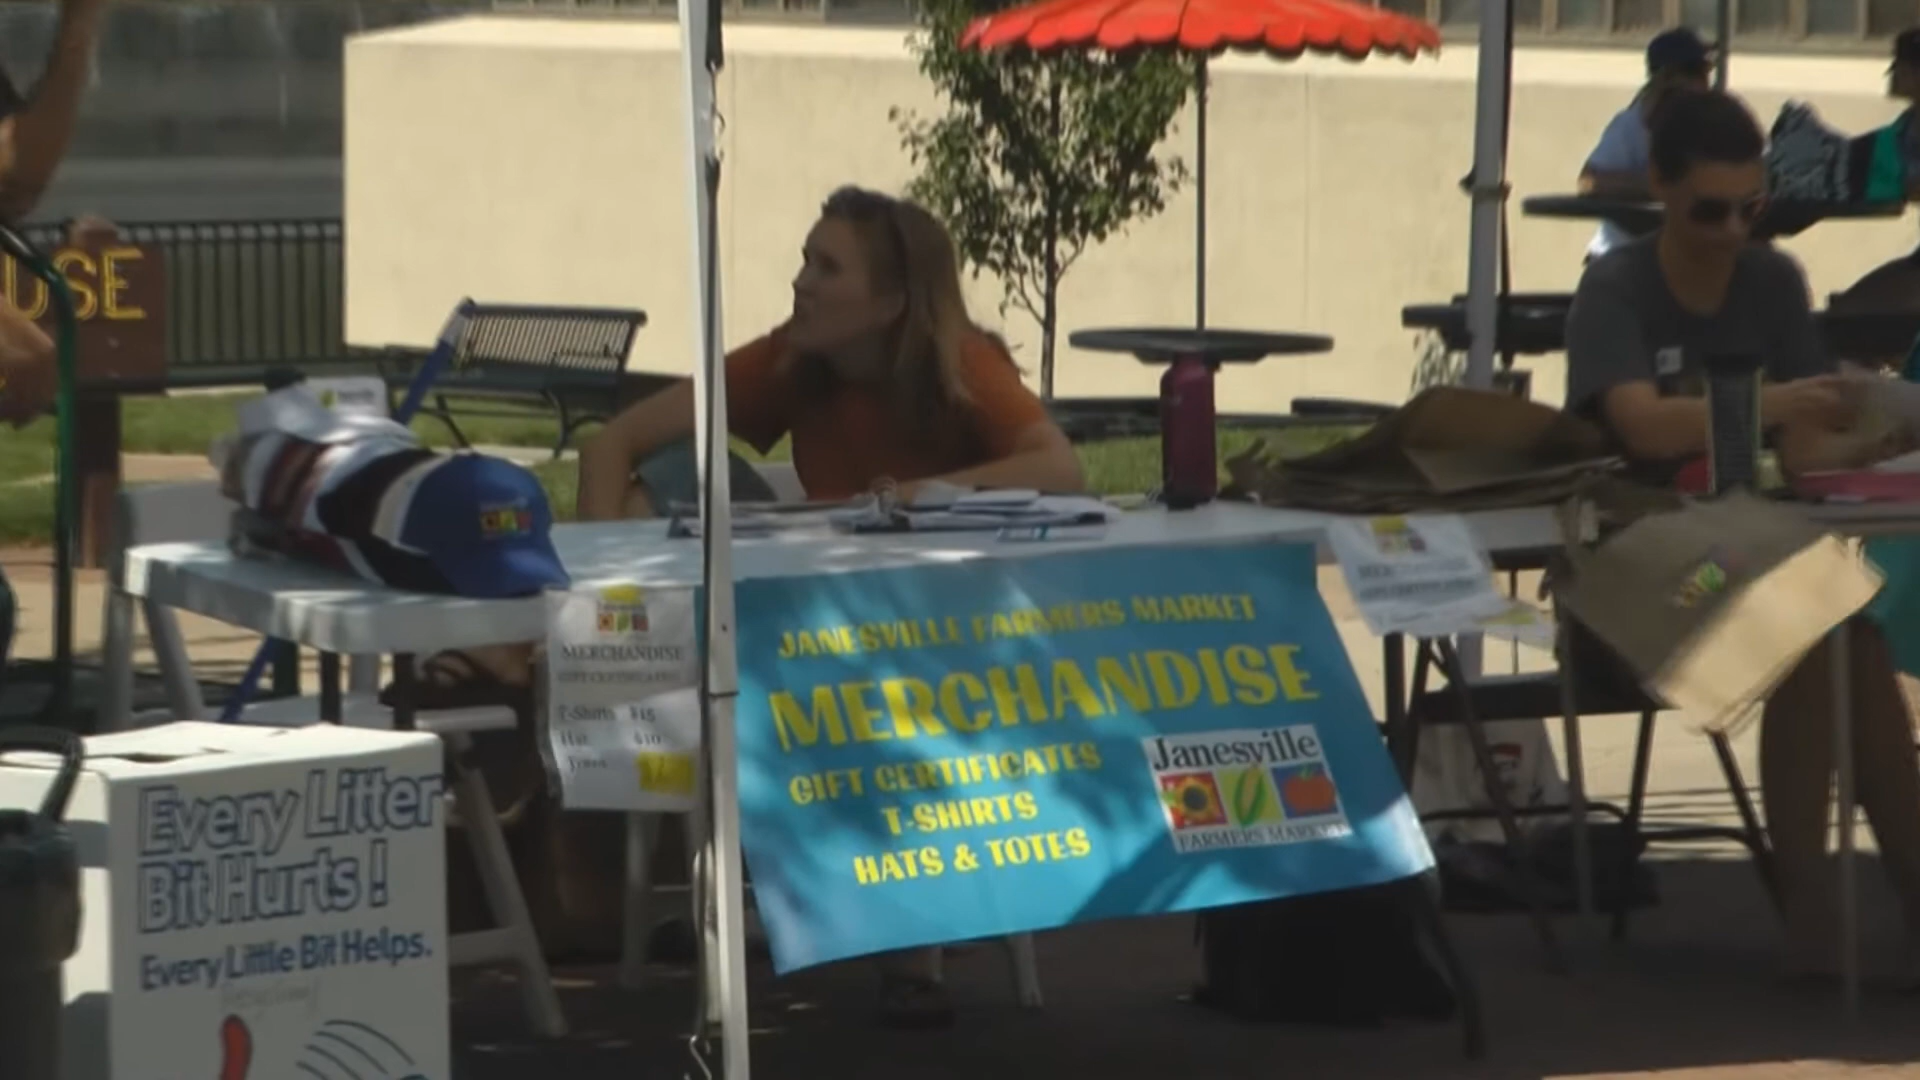 USE
MERCHANDISE
GIFT CERTIFICATES
T-Shirts $15
Hat $10
JANESVILLE FARMERS MARKET
MERCHANDISE
GIFT CERTIFICATES
T-SHIRTS
HATS & TOTES
Janesville
FARMERS MARKET
Every Litter
Bit Hurts!
Every Little Bit Helps.